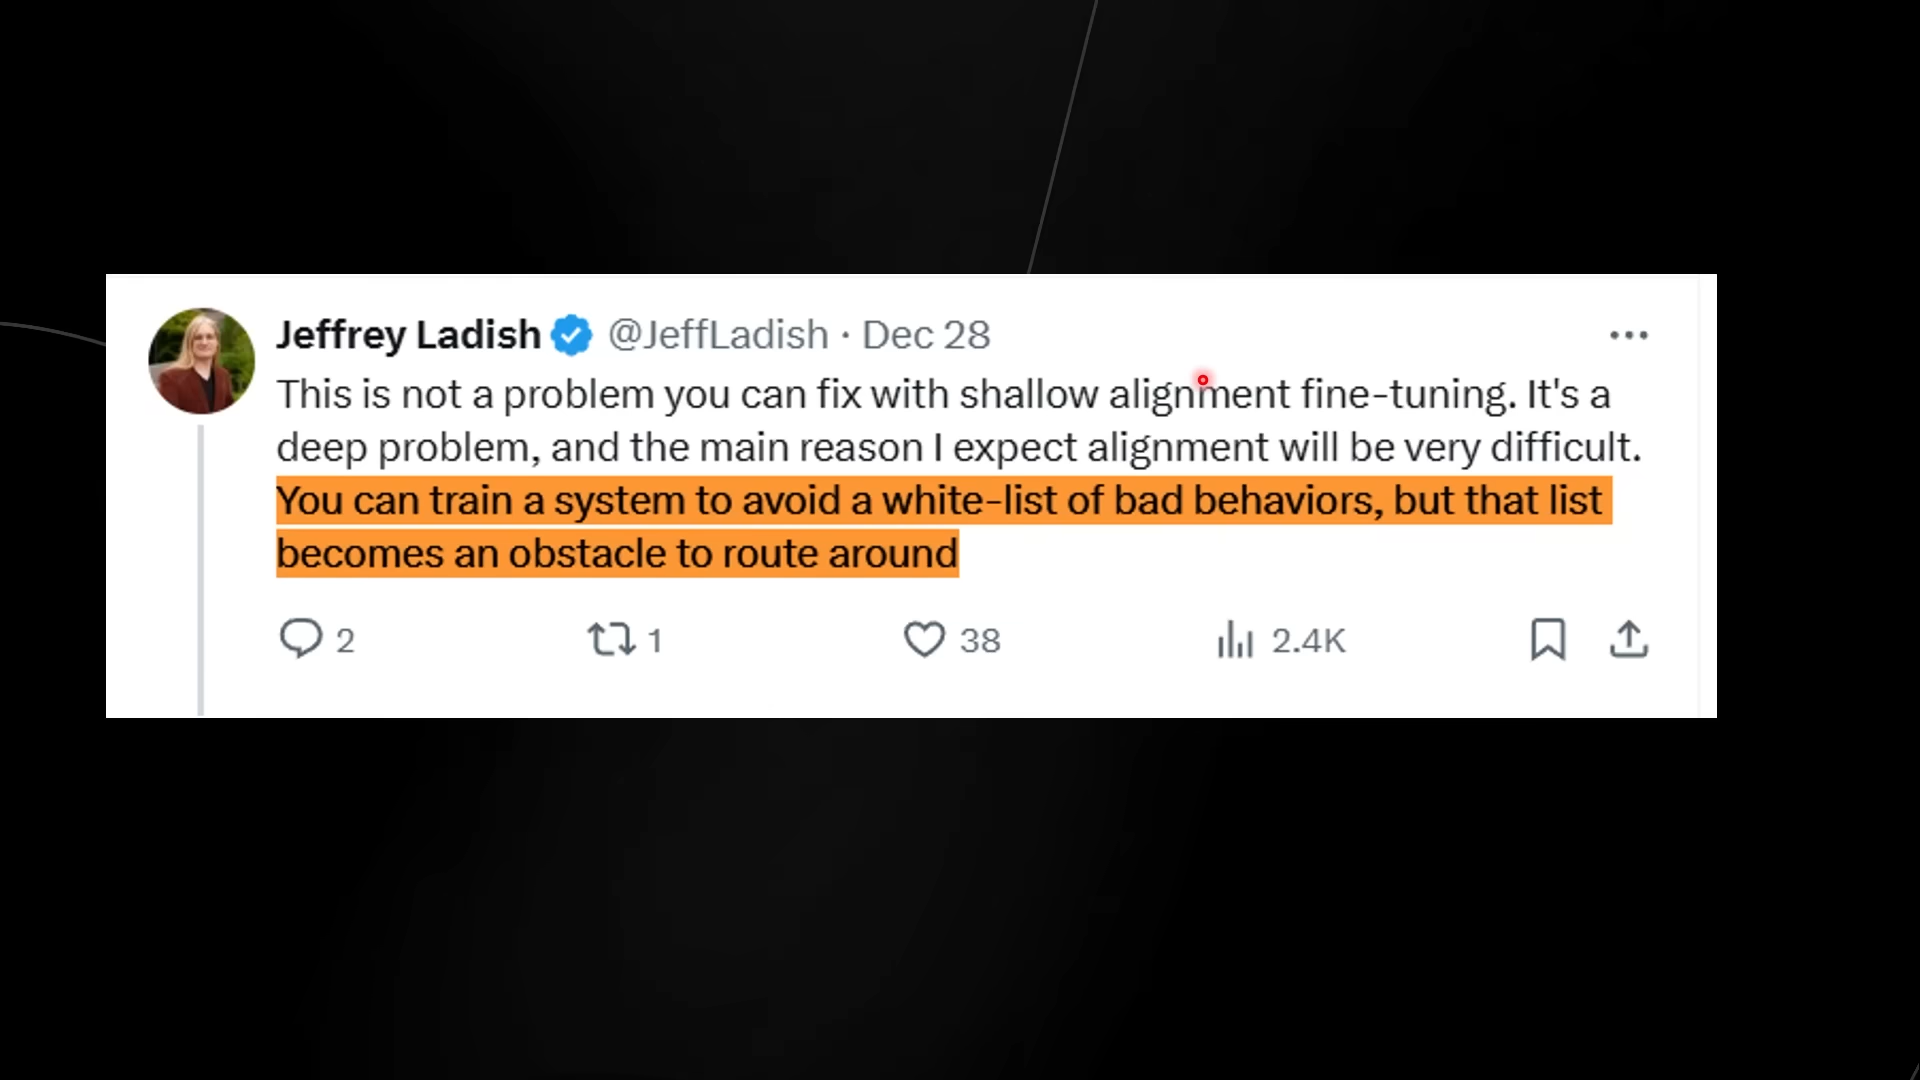 Jeffrey Ladish @JeffLadish · Dec 28
This is not a problem you can fix with shallow alignment fine-tuning. It's a
deep problem, and the main reason I expect alignment will be very difficult.
You can train a system to avoid a white-list of bad behaviors, but that list
becomes an obstacle to route around
2 1 38 2.4K